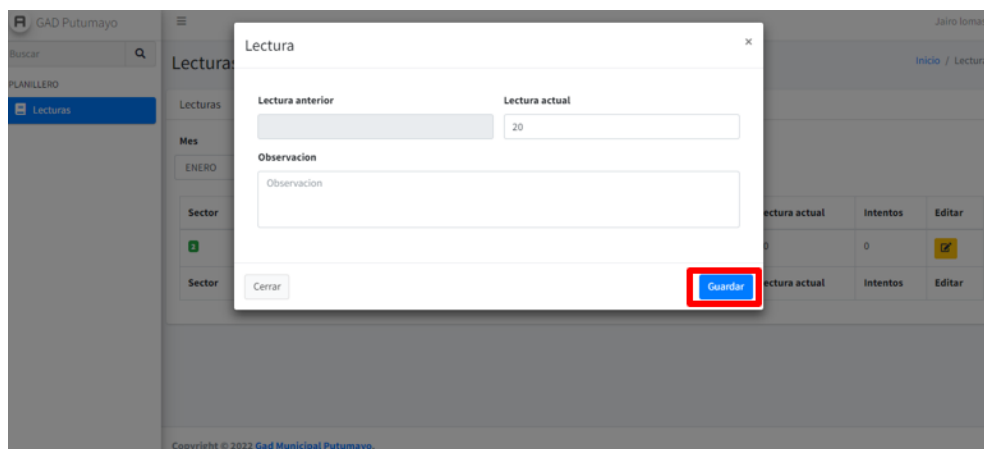 GAD Putumayo
Jairo lomas
Buscar
PLANILLERO
Lecturas
Lecturas
Inicio / Lectura
Lecturas
Mes
ENERO
Sector
ectura actual
Intentos
Editar
0
0
Sector
ectura actual
Intentos
Editar
Lectura
×
Lectura anterior
Lectura actual
20
Observacion
Observacion
Cerrar
Guardar
Copyright © 2022 Gad Municipal Putumayo.